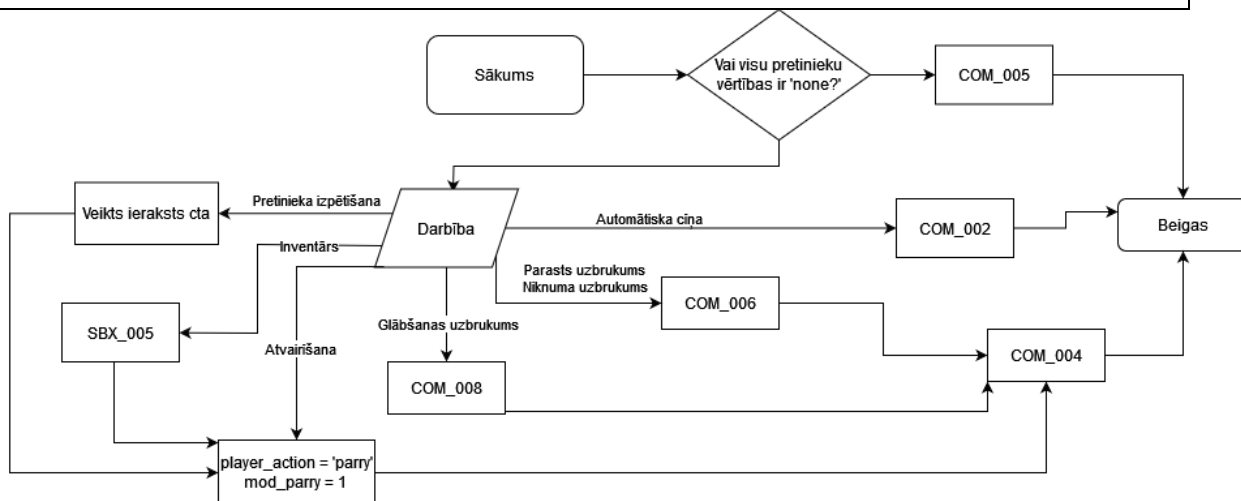 Sākums
Vai visu pretinieku
vērtības ir 'none?'
COM_005
Veikts ieraksts cta
Pretinieka izpētīšana
Darbība
Automātiska cīņa
COM_002
Beigas
Inventārs
Parasts uzbrukums
Niknuma uzbrukums
COM_006
SBX_005
Glābšanas uzbrukums
Atvairīšana
COM_004
COM_008
player_action = 'parry'
mod_parry = 1